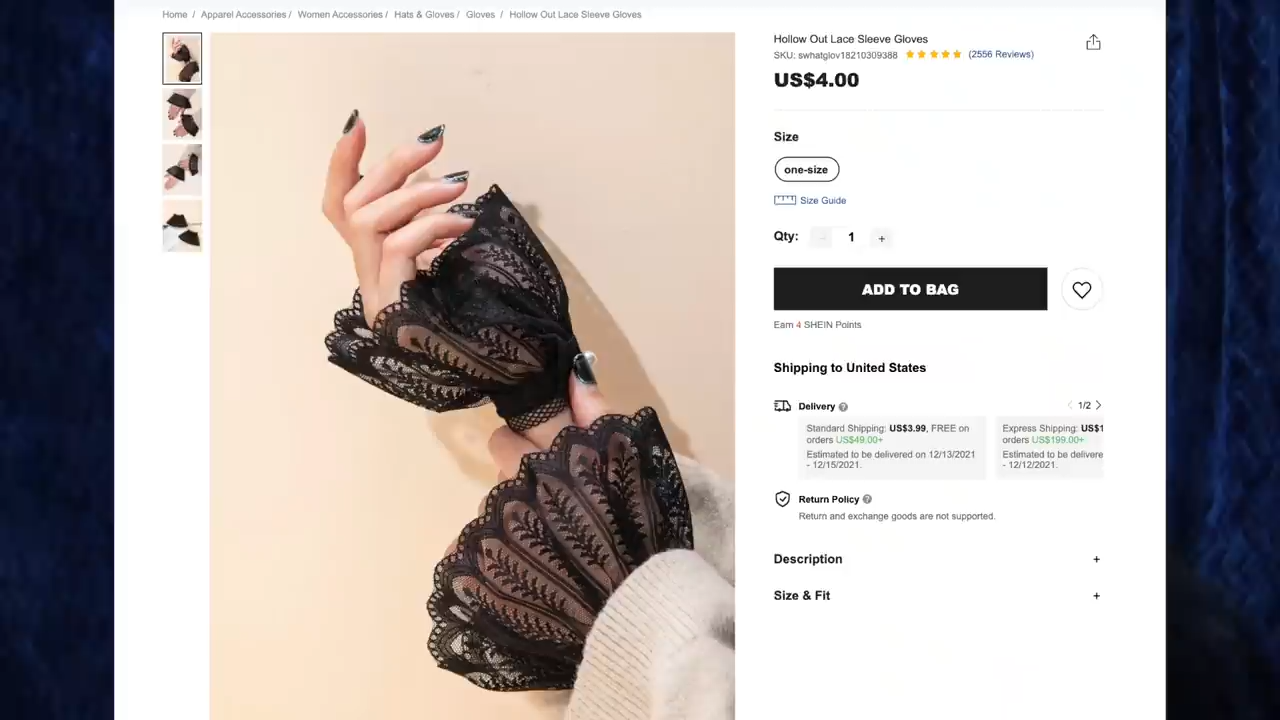 Home / Apparel Accessories / Women Accessories / Hats & Gloves / Gloves / Hollow Out Lace Sleeve Gloves
Hollow Out Lace Sleeve Gloves
SKU: swhatglov18210309388 (2556 Reviews)
US$4.00
Size
one-size
Size Guide
Qty: - 1 +
ADD TO BAG
Earn 4 SHEIN Points
Shipping to United States
Delivery ? 1/2
Standard Shipping: US$3.99, FREE on
orders US$49.00+
Estimated to be delivered on 12/13/2021
- 12/15/2021.
Express Shipping: US$1
orders US$199.00+
Estimated to be delivere
- 12/12/2021.
Return Policy ?
Return and exchange goods are not supported.
Description +
Size & Fit +